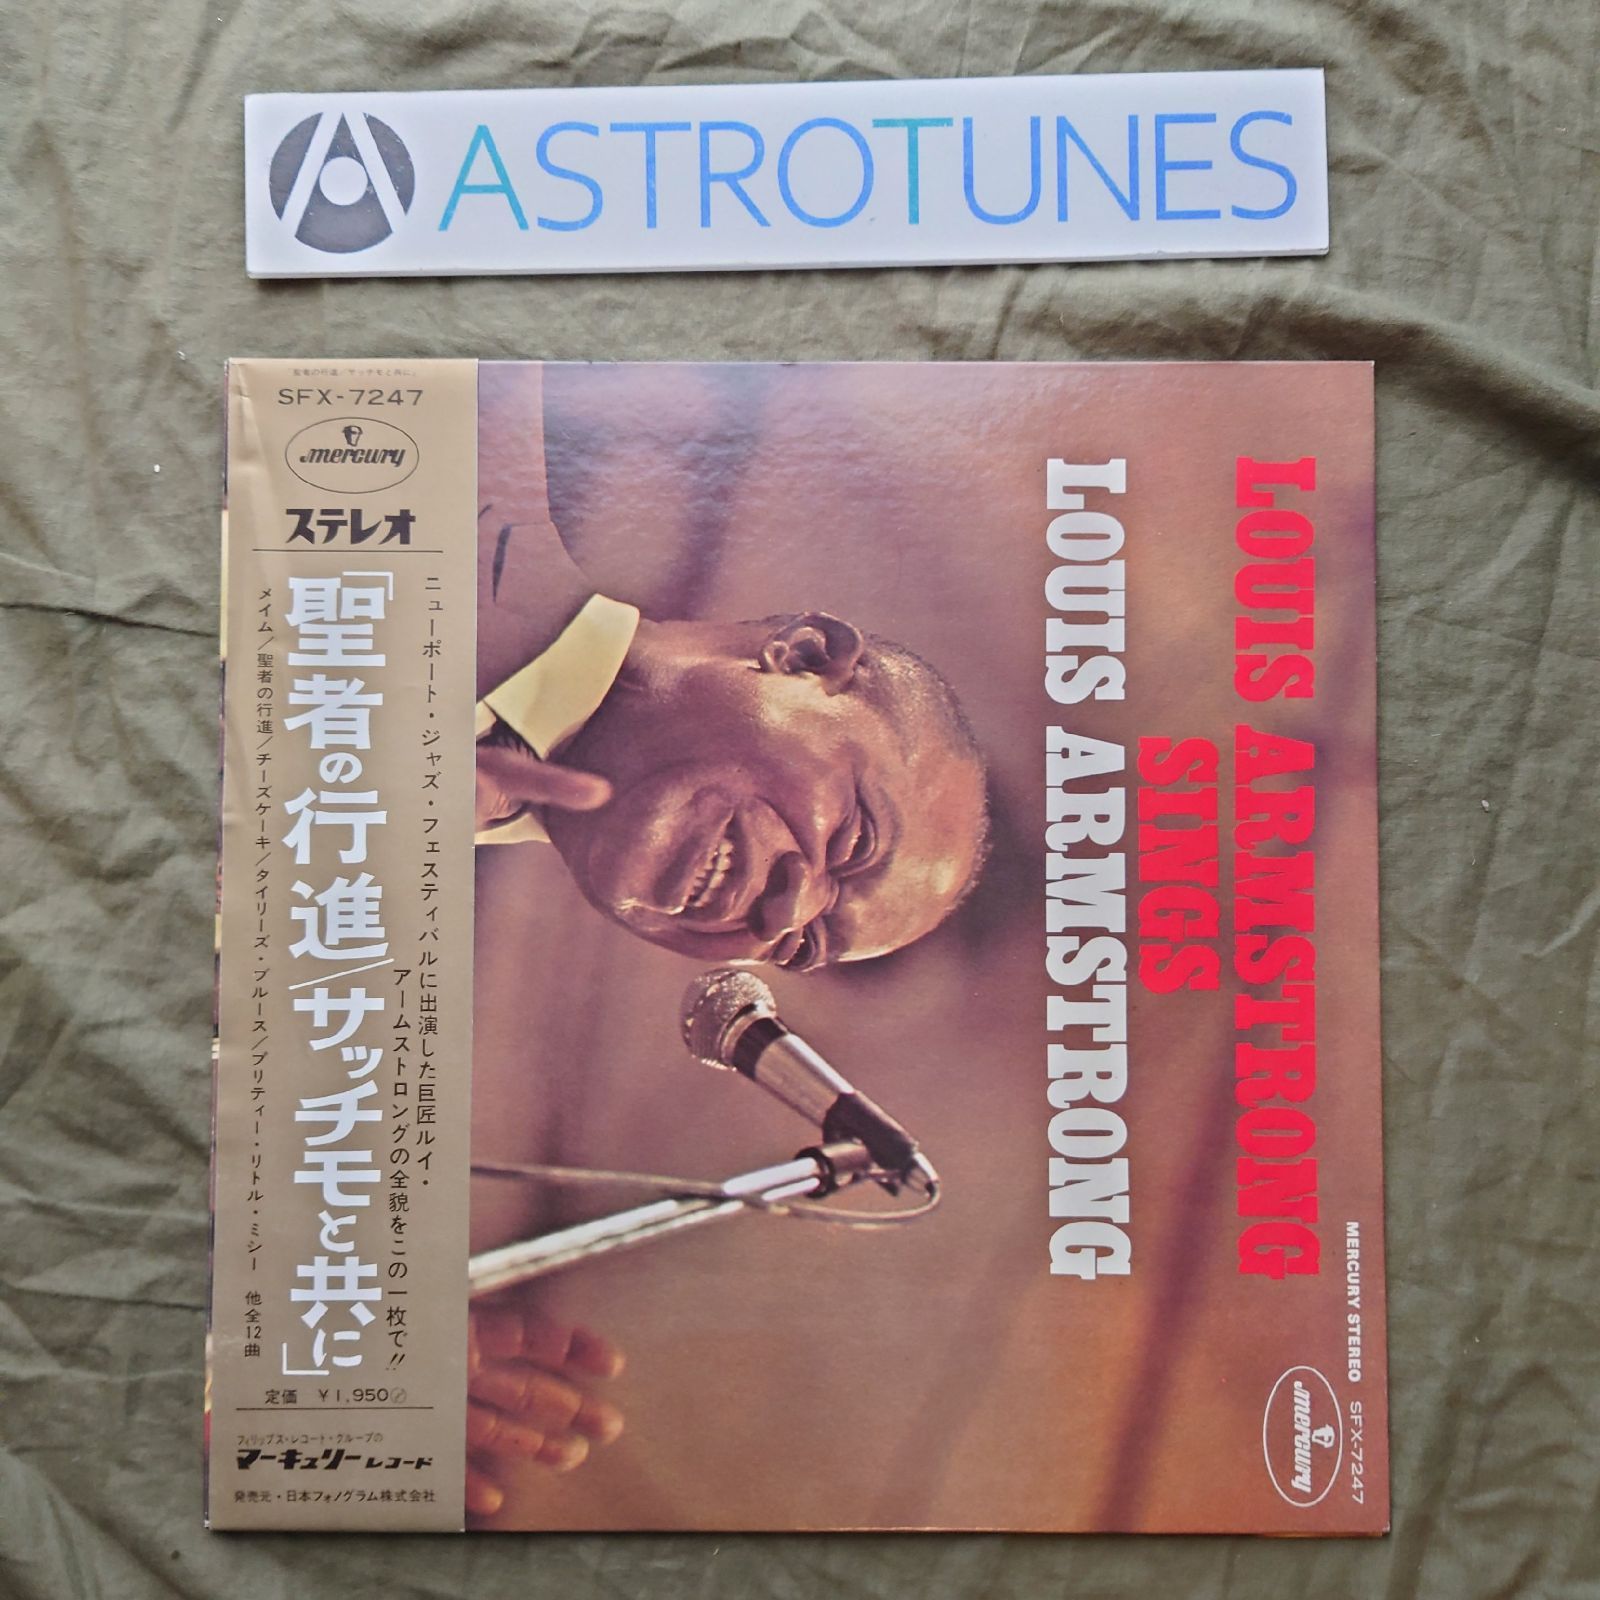 ASTROTUNES
「聖者の行進/サッチモと共に」
SFX-7247
mercury
ステレオ
ニューポート・ジャズ・フェスティバルに出演した巨匠ルイ・
アームストロングの全貌をこの一枚で!!
「聖者の行進/サッチモと共に」
メイム/聖者の行進/チーズケーキ/タイリーズ・ブルース/プリティー・リトル・ミシー 他全12曲
定価 ¥1,950
フィリップス・レコード・グループの
マーキュリーレコード
発売元・日本フォノグラム株式会社
LOUIS ARMSTRONG
SINGS
LOUIS ARMSTRONG
MERCURY STEREO SFX-7247
mercury